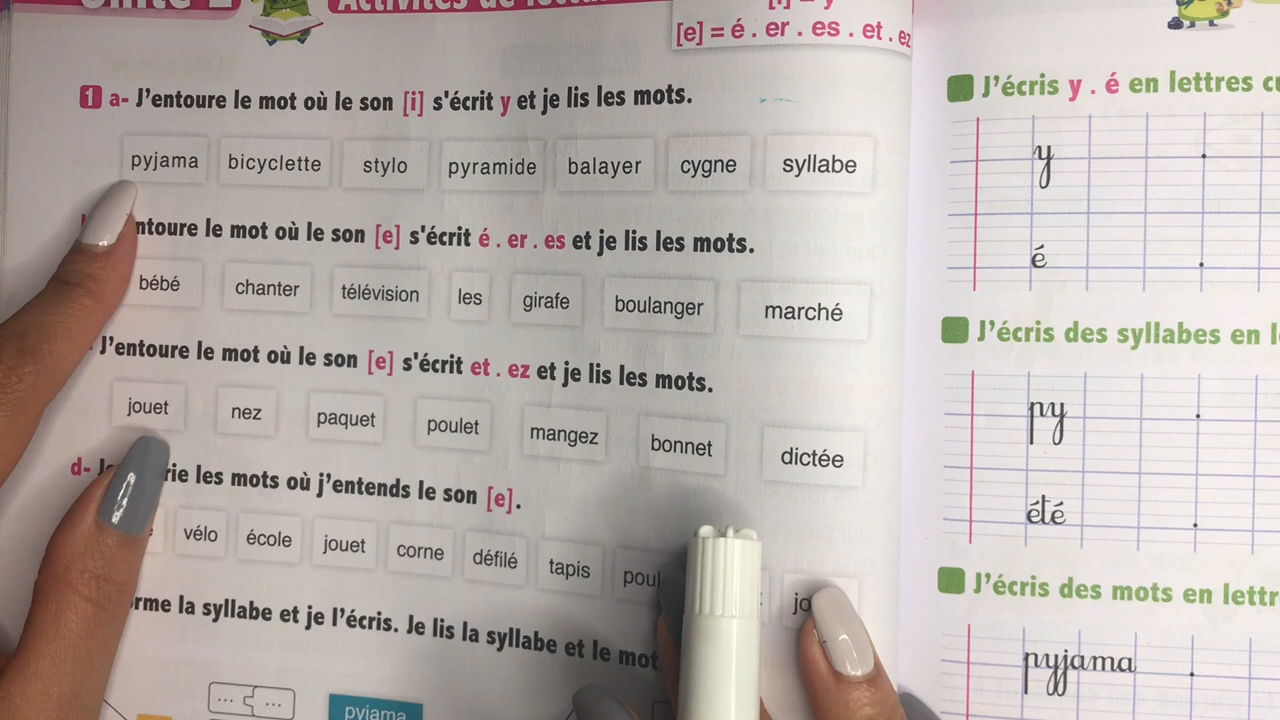 [e] = é . er . es . et . ez
1 a- J'entoure le mot où le son [i] s'écrit y et je lis les mots.
pyjama bicyclette stylo pyramide balayer cygne syllabe
le mot où le son [e] s'écrit é . er . es et je lis les mots.
bébé chanter télévision les girafe boulanger marché
J'entoure le mot où le son [e] s'écrit et . ez et je lis les mots.
jouet nez paquet poulet mangez bonnet dictée
d- les mots où j'entends le son [e].
vélo école jouet corne défilé tapis
la syllabe et je l'écris. Je lis la syllabe et le mot.
... ...
pyjama
J'écris y . é en lettres
y
é
J'écris des syllabes en
py
été
J'écris des mots en
pyjama